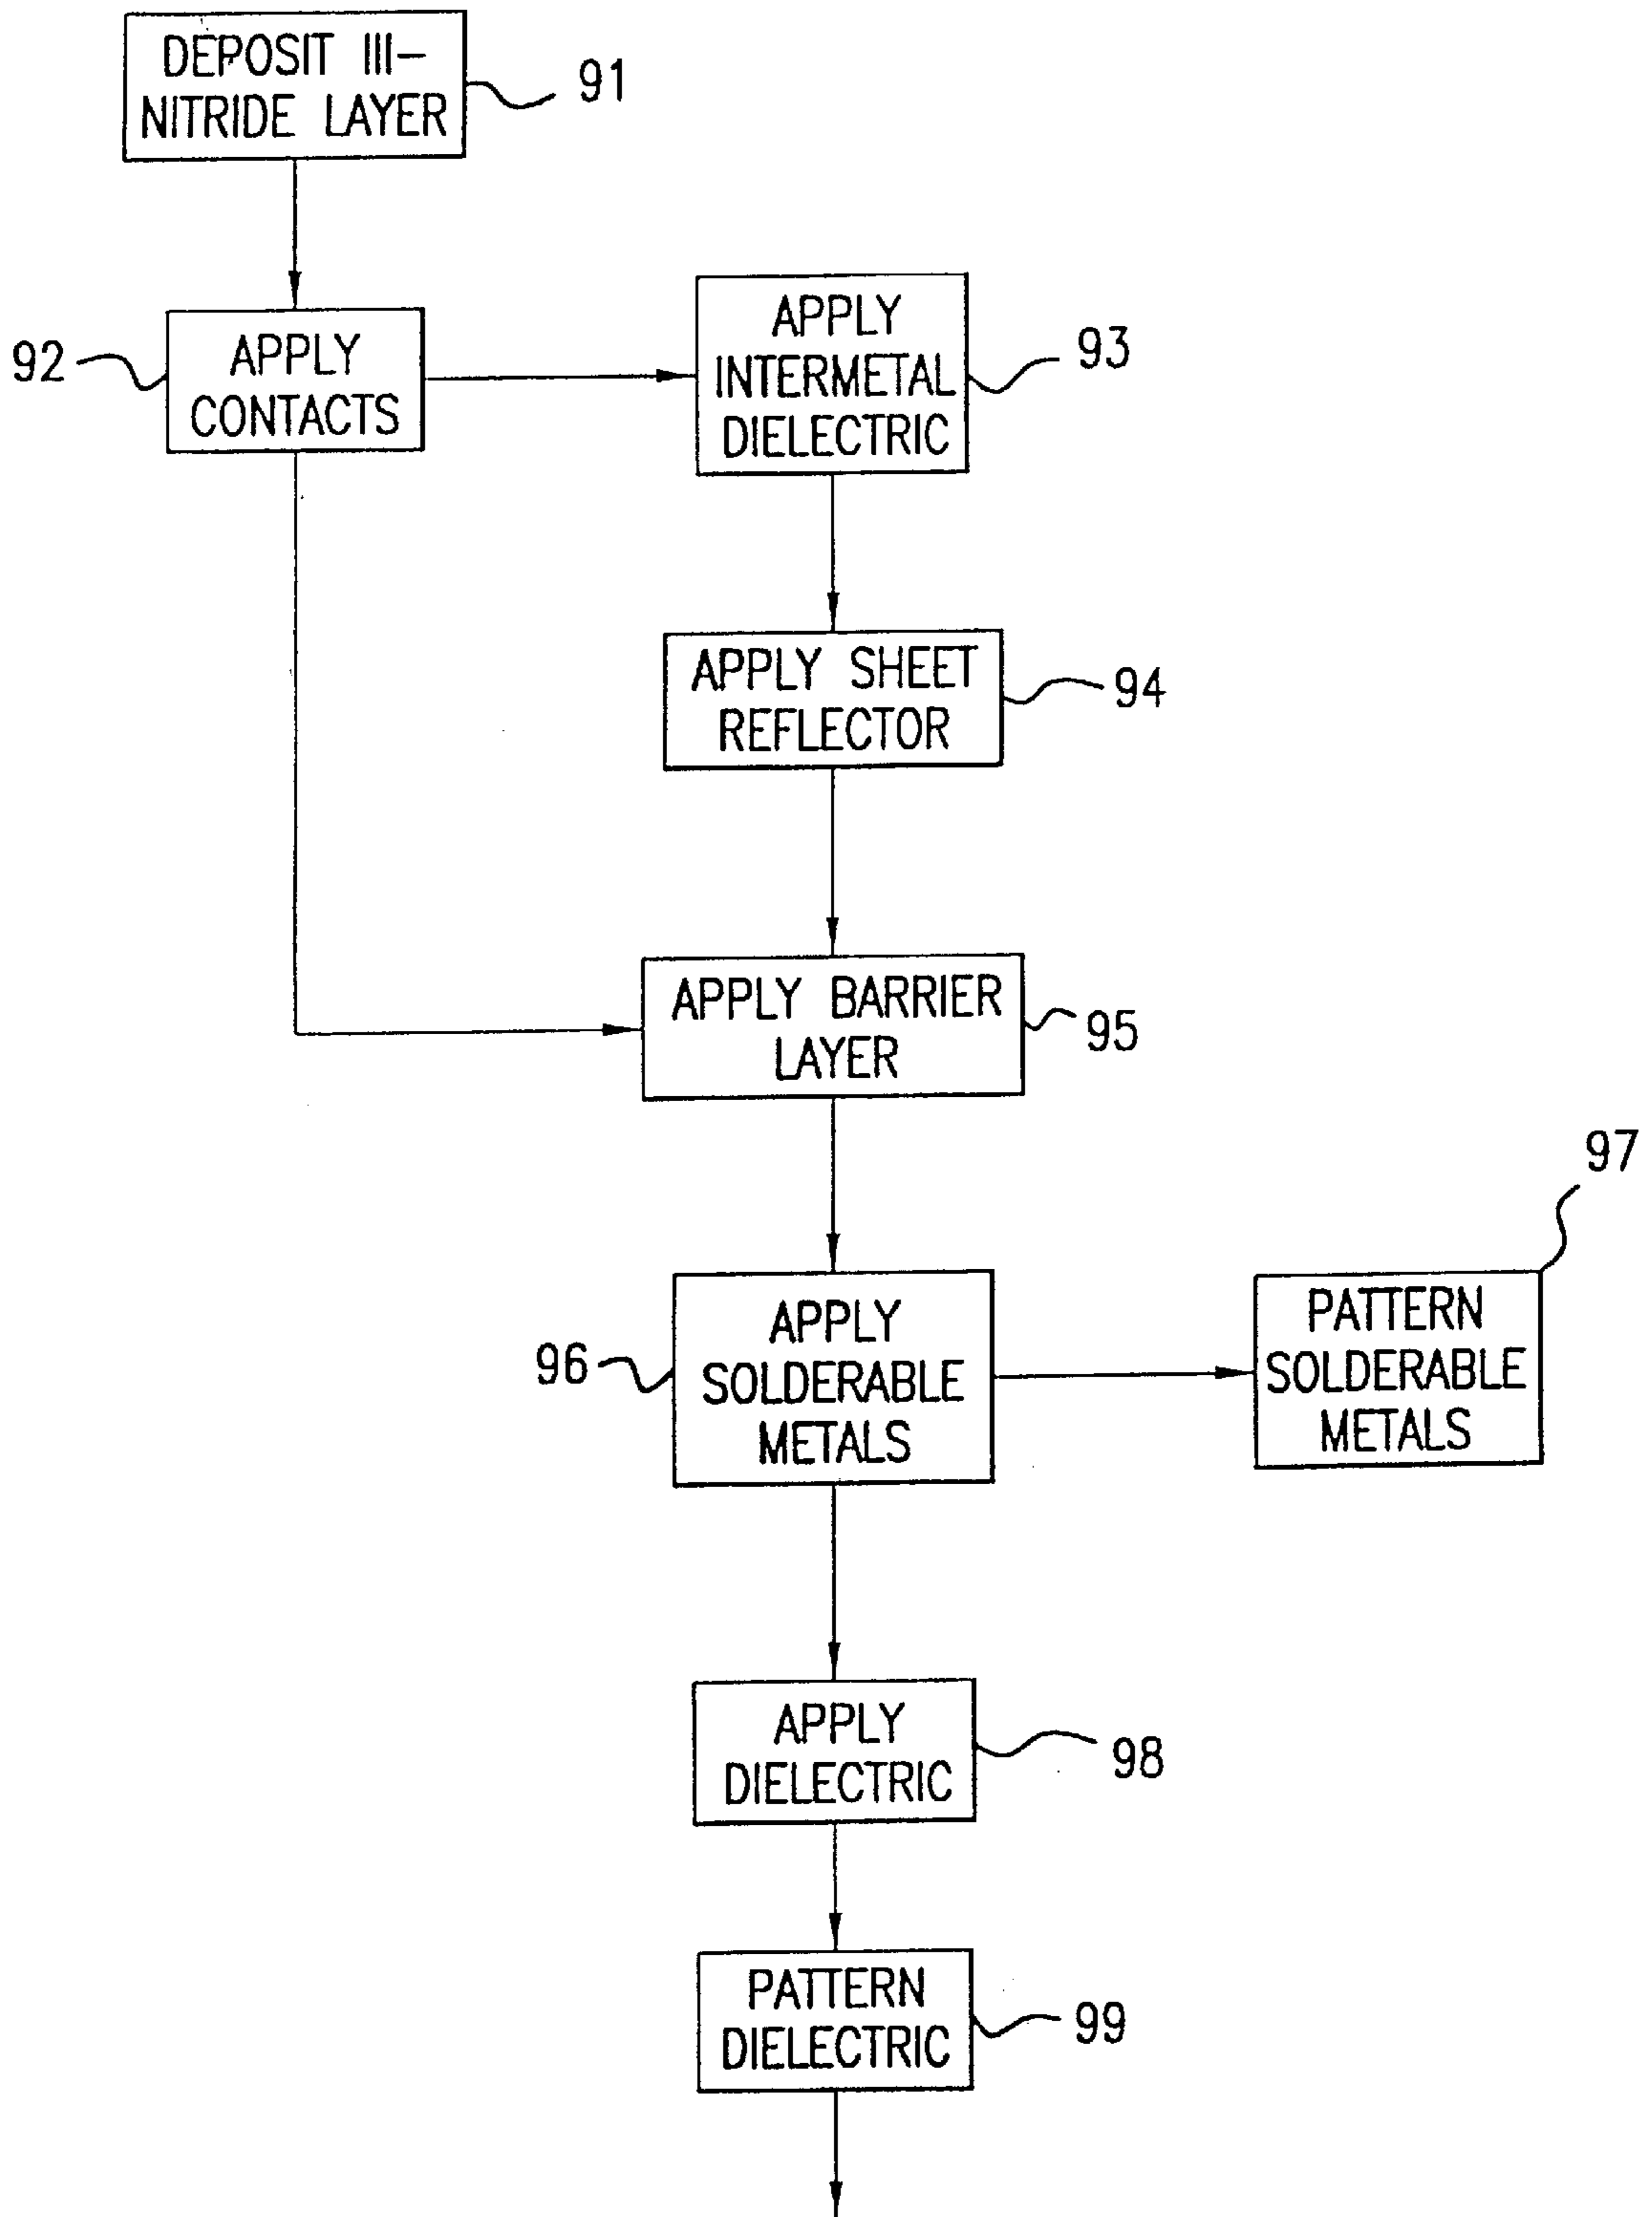 DEPOSIT III-
NITRIDE LAYER
91
92
APPLY
CONTACTS
APPLY
INTERMETAL
DIELECTRIC
93
APPLY SHEET
REFLECTOR
94
APPLY BARRIER
LAYER
95
96
APPLY
SOLDERABLE
METALS
97
PATTERN
SOLDERABLE
METALS
APPLY
DIELECTRIC
98
PATTERN
DIELECTRIC
99